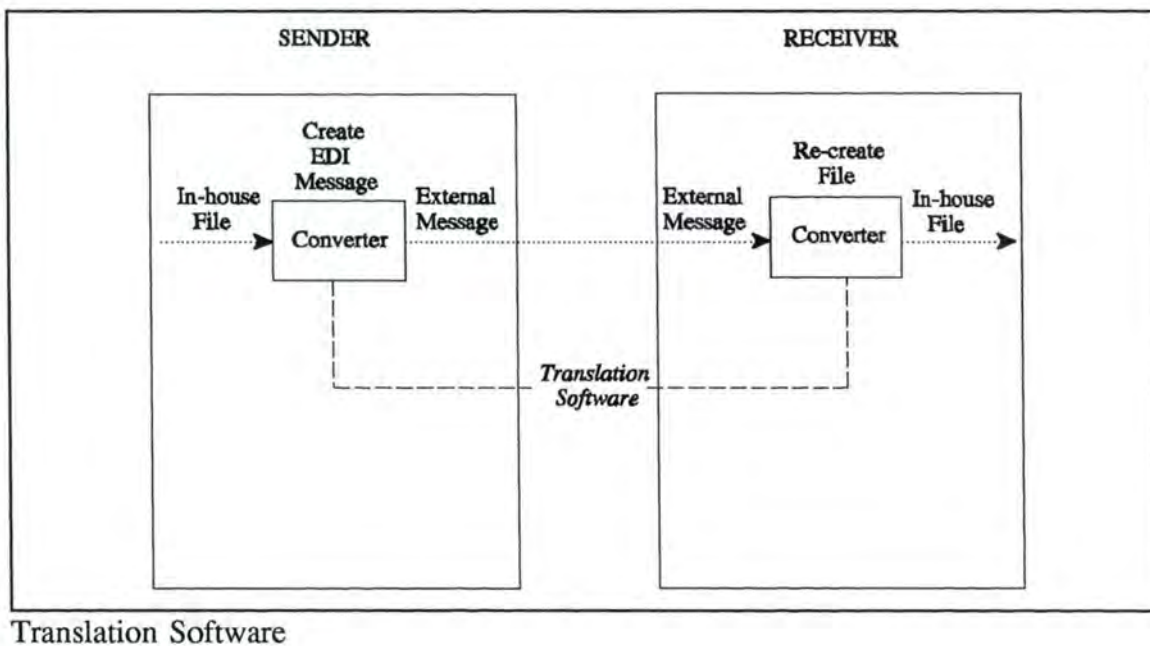 SENDER
RECEIVER
Create
EDI
Message
In-house
File
Converter
External
Message
External
Message
Re-create
File
Converter
In-house
File
Translation
Software
Translation Software